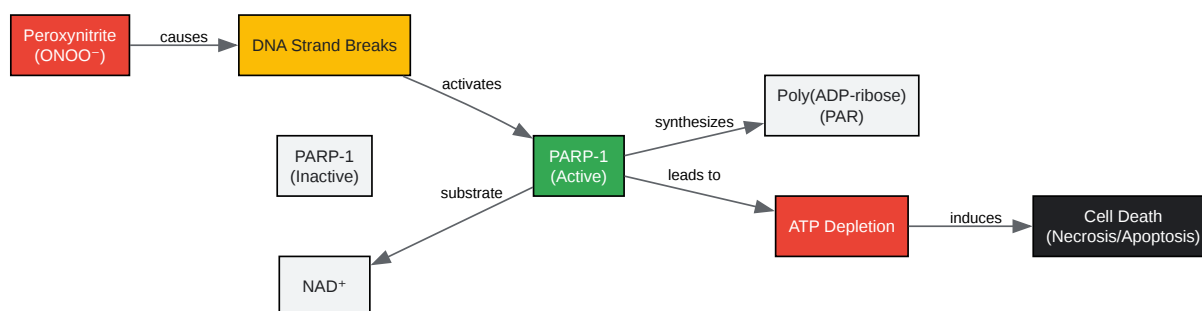 Peroxynitrite
(ONOO⁻)
causes
DNA Strand Breaks
activates
PARP-1
(Inactive)
PARP-1
(Active)
substrate
NAD⁺
synthesizes
Poly(ADP-ribose)
(PAR)
leads to
ATP Depletion
induces
Cell Death
(Necrosis/Apoptosis)